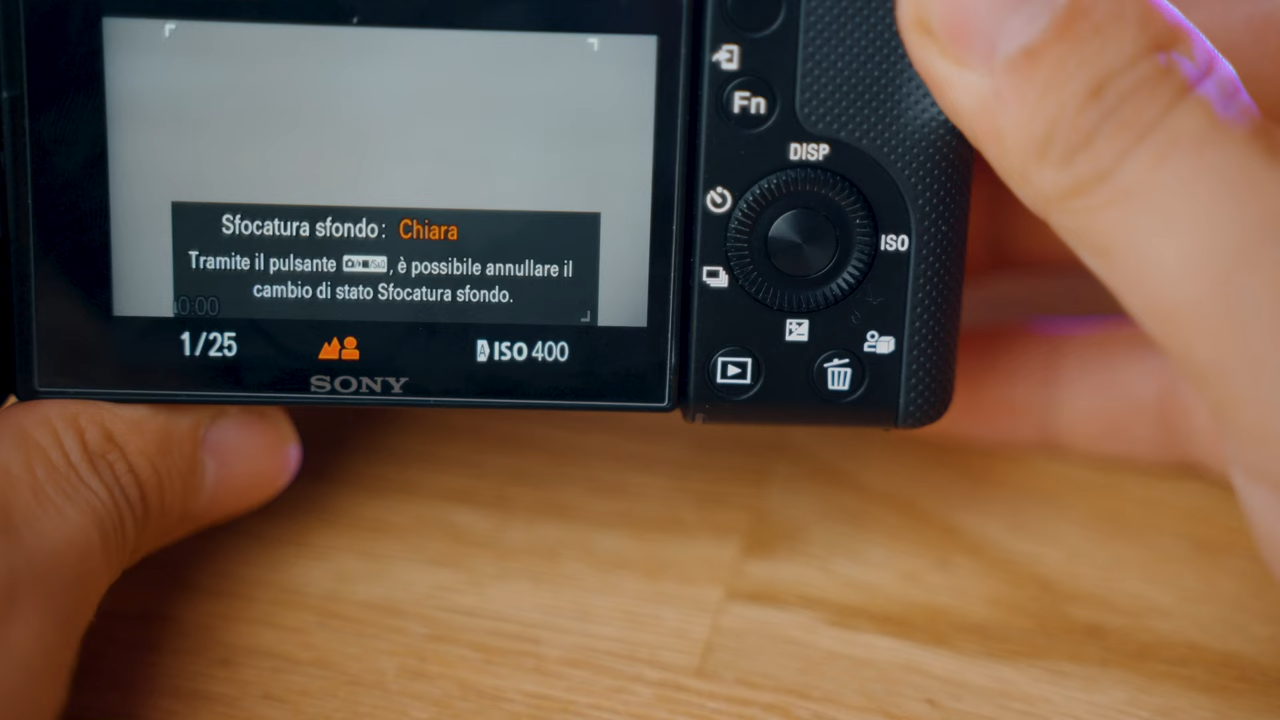 Fn
DISP
ISO
Sfocatura sfondo: Chiara
Tramite il pulsante , è possibile annullare il
cambio di stato Sfocatura sfondo.
0:00
1/25
A ISO 400
SONY